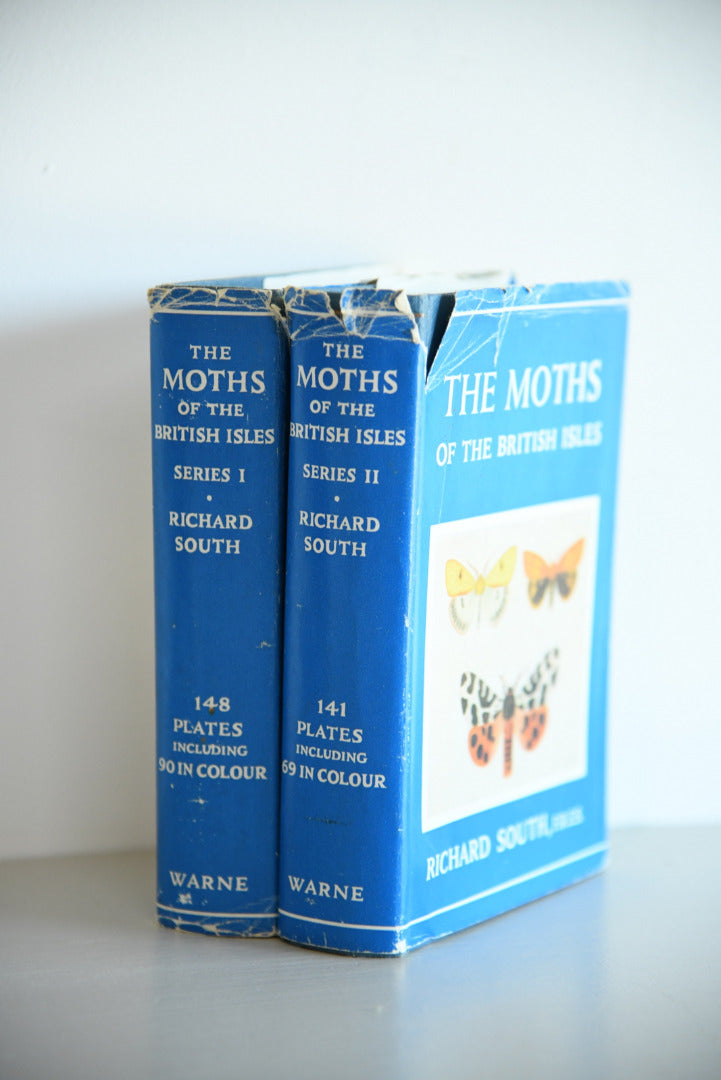 THE
MOTHS
OF THE
BRITISH ISLES
SERIES I
RICHARD
SOUTH
148
PLATES
INCLUDING
90 IN COLOUR
WARNE
THE
MOTHS
OF THE
BRITISH ISLES
SERIES II
RICHARD
SOUTH
141
PLATES
INCLUDING
69 IN COLOUR
WARNE
THE MOTHS
OF THE BRITISH ISLES
RICHARD SOUTH,